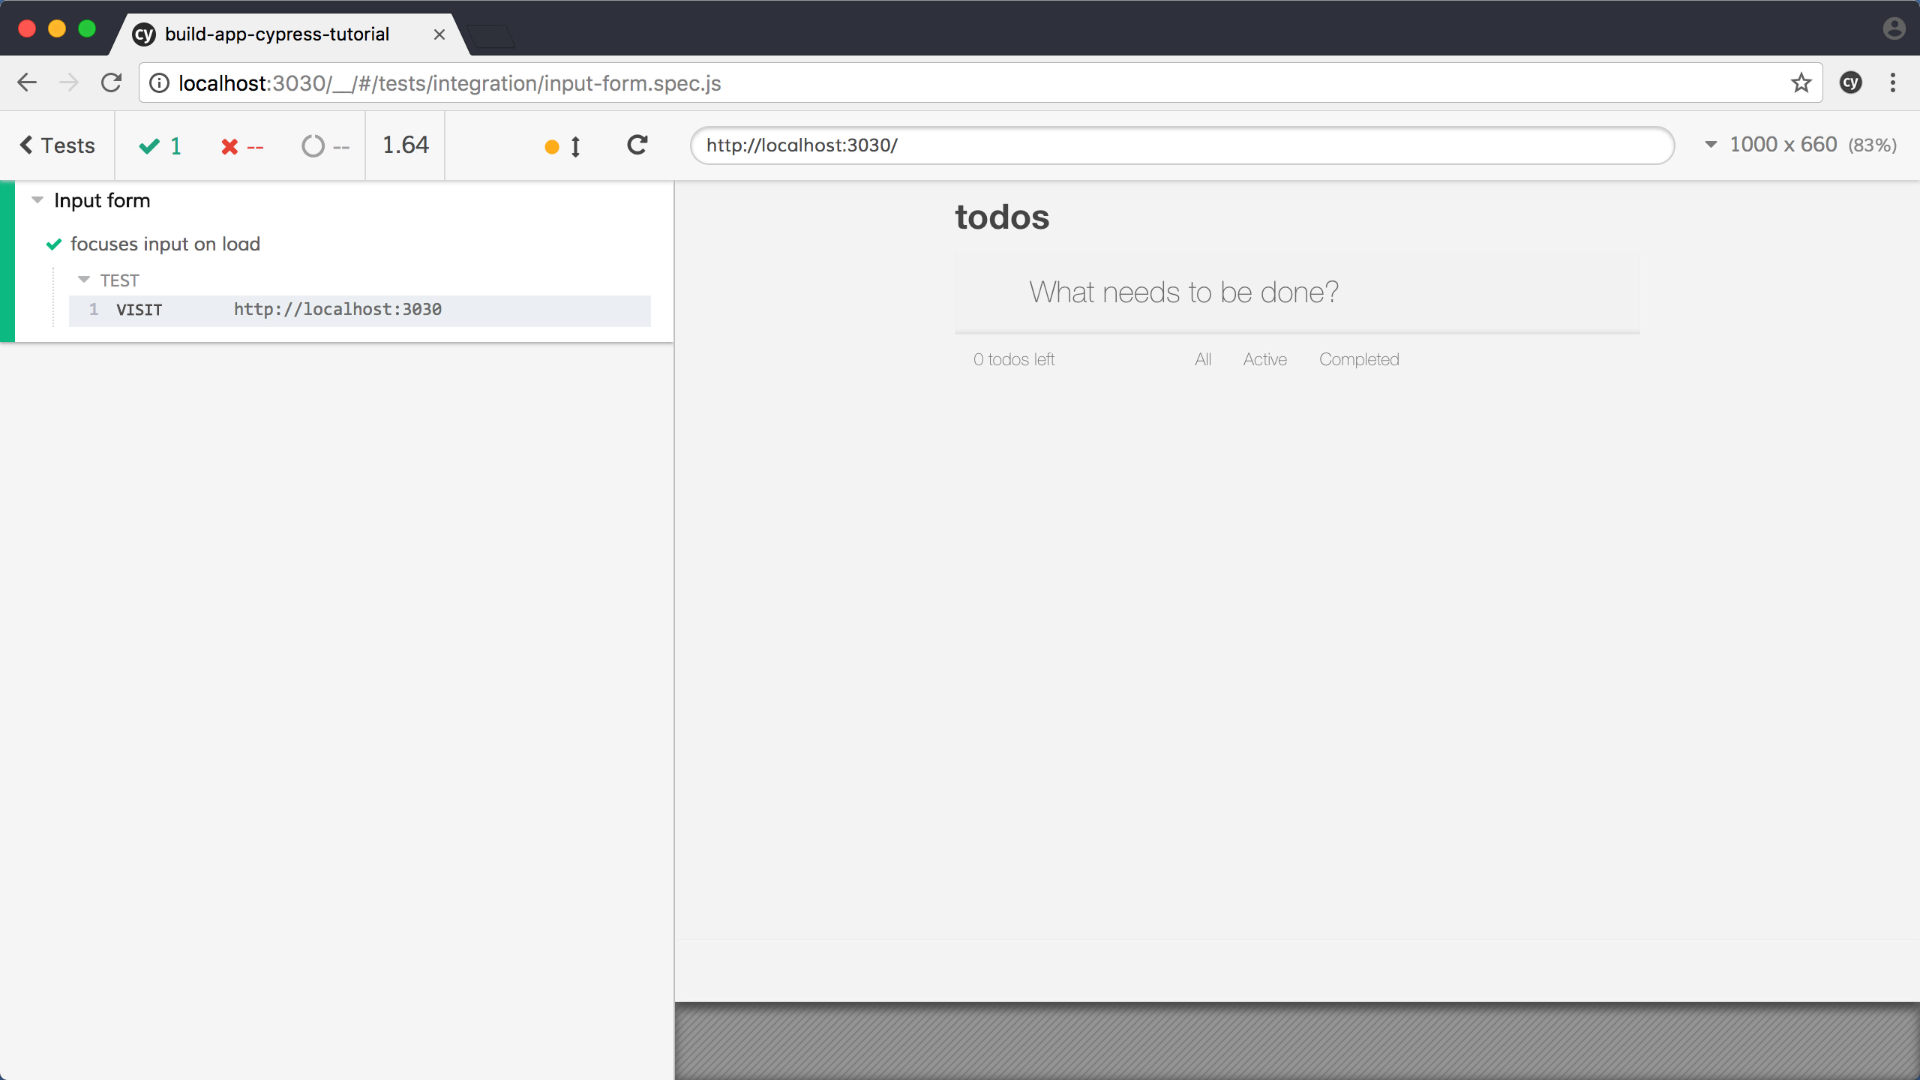 cy build-app-cypress-tutorial
localhost:3030/__/#/tests/integration/input-form.spec.js cy
Tests 1 -- -- 1.64 http://localhost:3030/ 1000 x 660 (83%)
Input form
focuses input on load
TEST
1 VISIT http://localhost:3030
todos
What needs to be done?
0 todos left All Active Completed